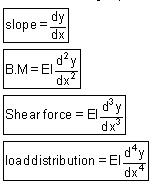 slope = dy/dx
B.M = EI d²y/dx²
Shear force = EI d³y/dx³
load distribution = EI d⁴y/dx⁴